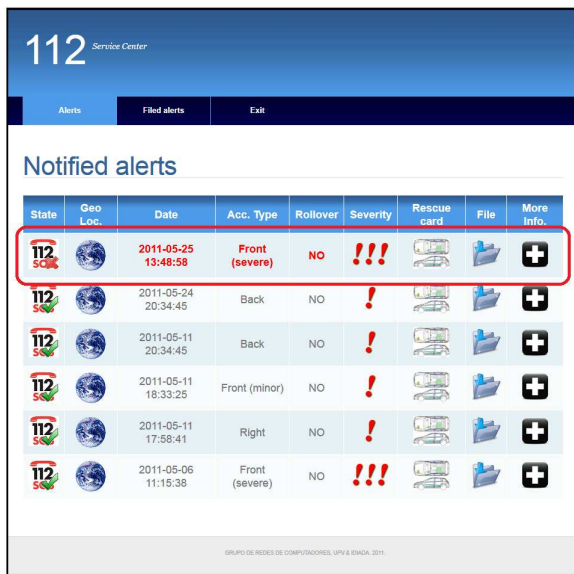 112 Service Center
Alerts Filed alerts Exit
Notified alerts
State Geo Loc. Date Acc. Type Rollover Severity Rescue card File More Info.
112 SOS 2011-05-25 13:48:58 Front (severe) NO !!!
112 SOS 2011-05-24 20:34:45 Back NO !
112 SOS 2011-05-11 20:34:45 Back NO !
112 SOS 2011-05-11 18:33:25 Front (minor) NO !
112 SOS 2011-05-11 17:58:41 Right NO !
112 SOS 2011-05-06 11:15:38 Front (severe) NO !!!
GRUPO DE REDES DE COMPUTADORES, UPV & IDIADA. 2011.